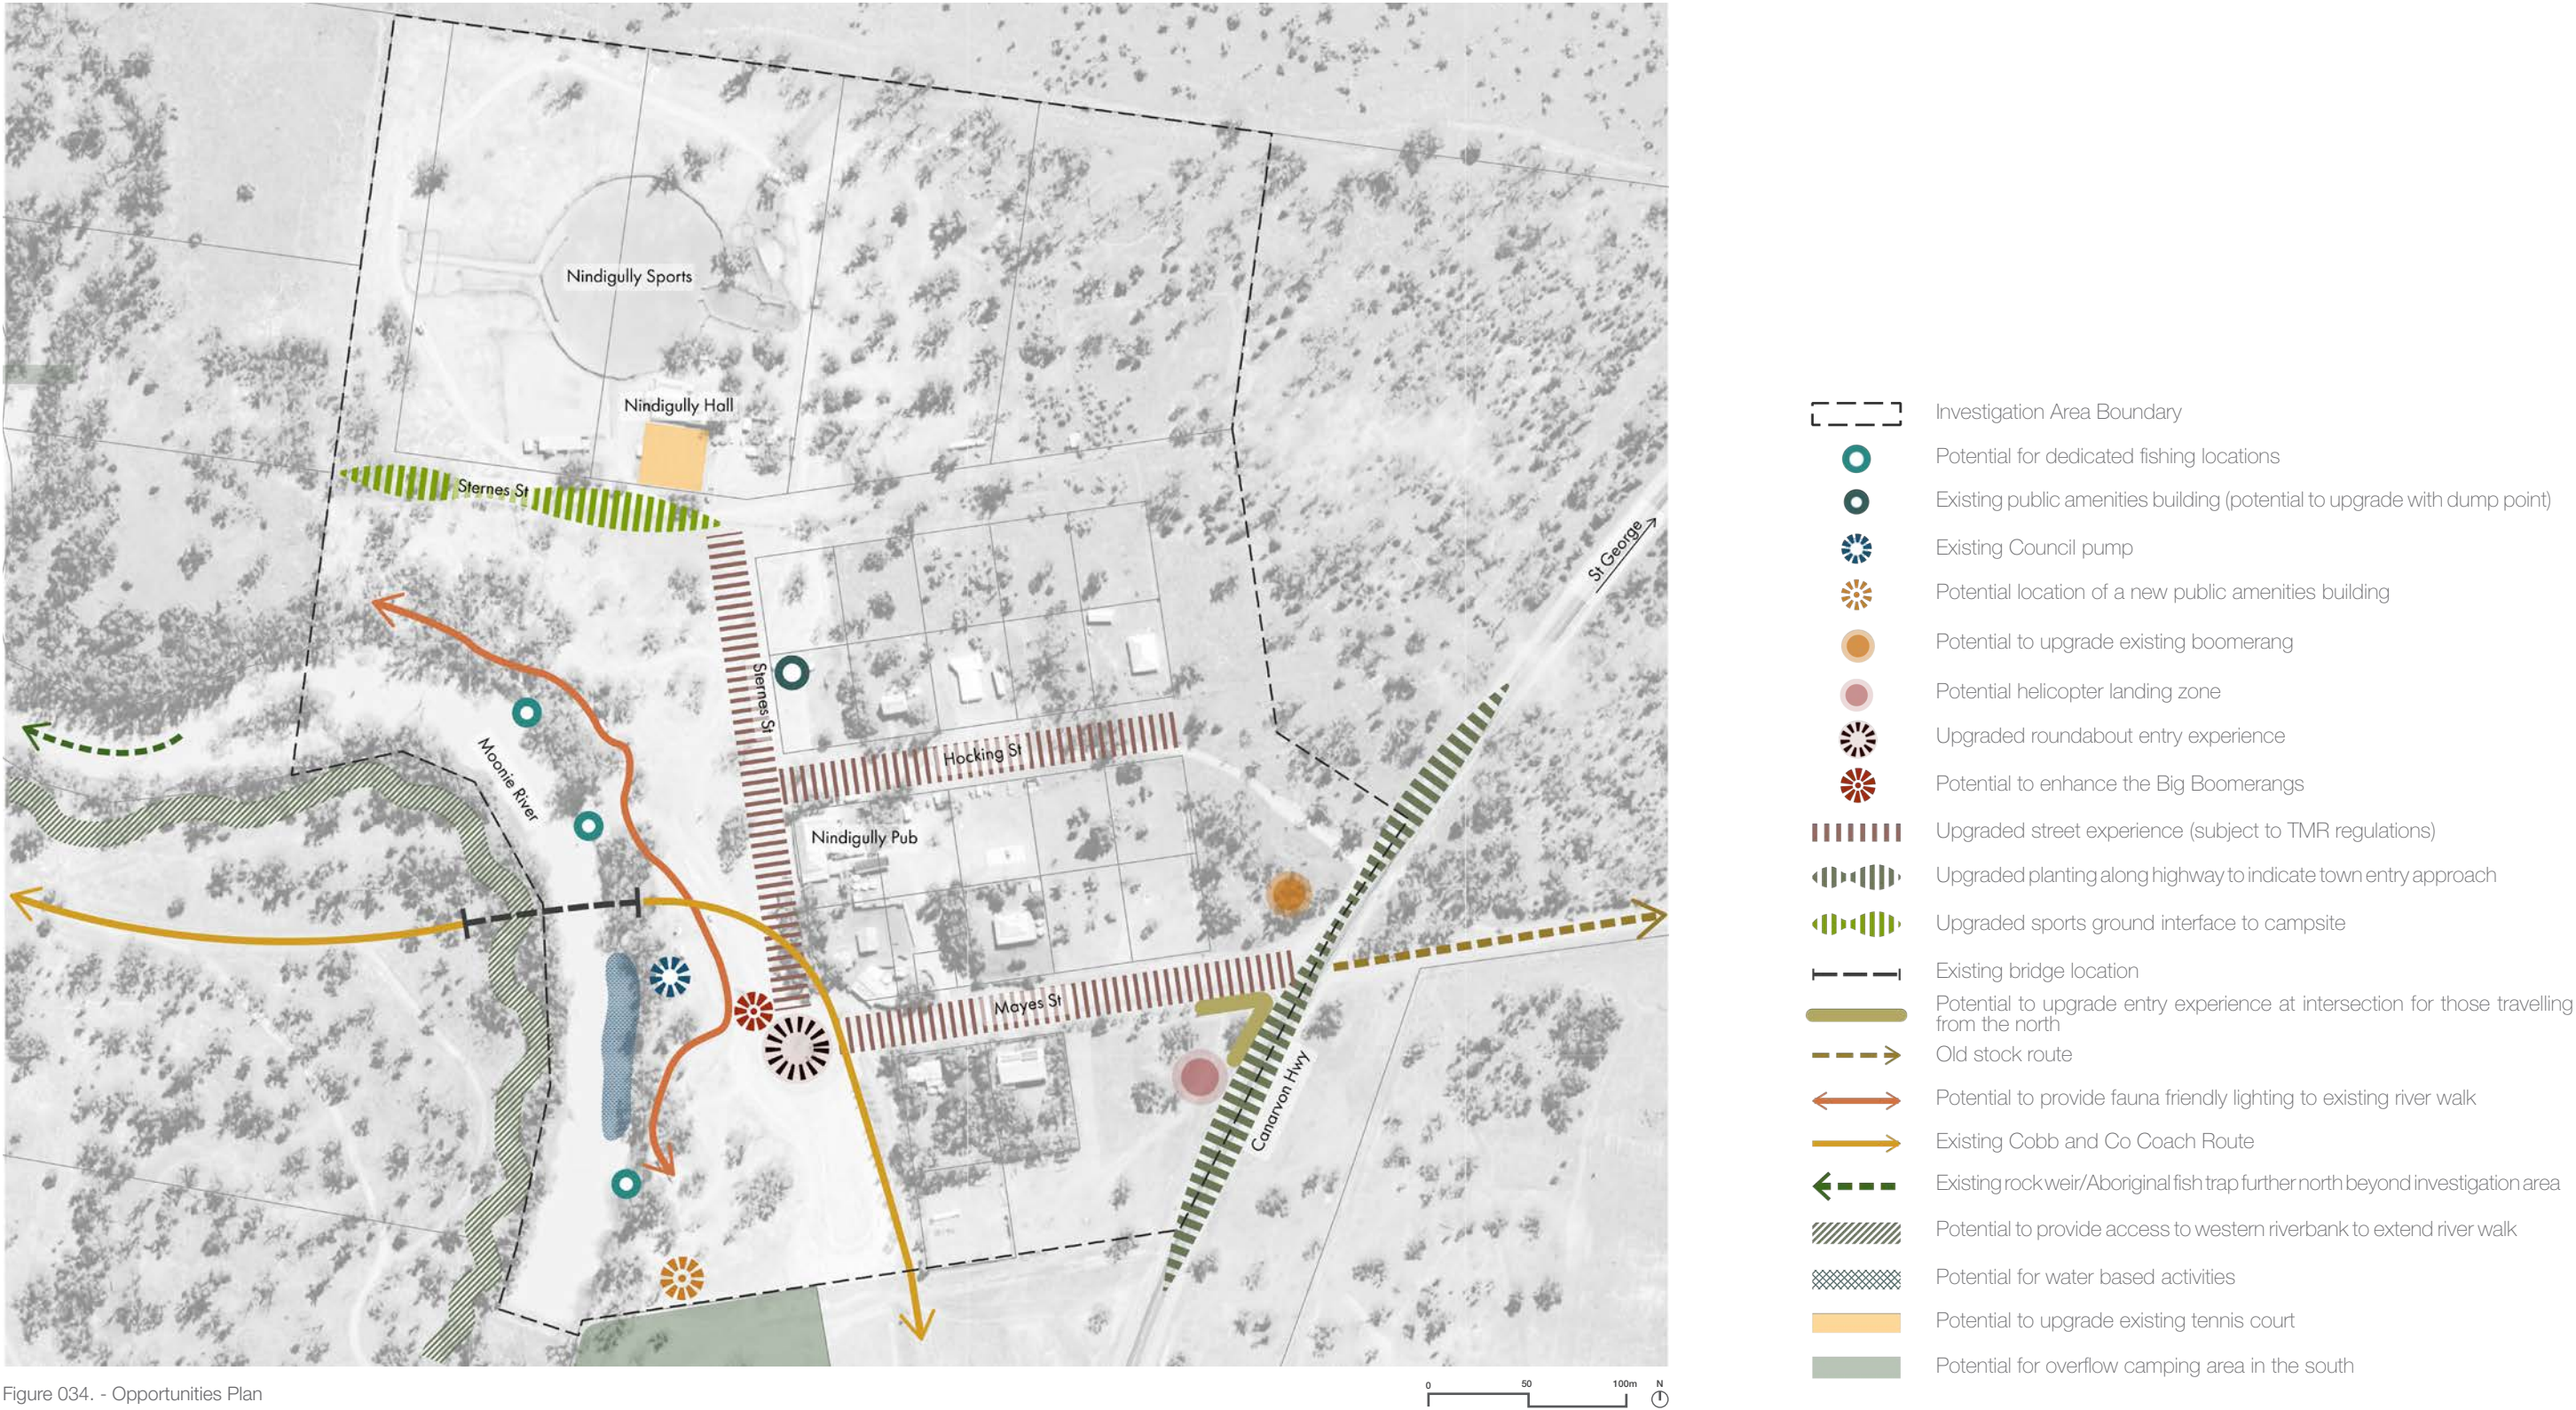 Nindigully Sports
Nindigully Hall
Sternes St
St George
Sternes St
Hocking St
Moonie River
Nindigully Pub
Mayes St
Canarvon Hwy
Investigation Area Boundary
Potential for dedicated fishing locations
Existing public amenities building (potential to upgrade with dump point)
Existing Council pump
Potential location of a new public amenities building
Potential to upgrade existing boomerang
Potential helicopter landing zone
Upgraded roundabout entry experience
Potential to enhance the Big Boomerangs
Upgraded street experience (subject to TMR regulations)
Upgraded planting along highway to indicate town entry approach
Upgraded sports ground interface to campsite
Existing bridge location
Potential to upgrade entry experience at intersection for those travelling
from the north
Old stock route
Potential to provide fauna friendly lighting to existing river walk
Existing Cobb and Co Coach Route
Existing rock weir/Aboriginal fish trap further north beyond investigation area
Potential to provide access to western riverbank to extend river walk
Potential for water based activities
Potential to upgrade existing tennis court
Potential for overflow camping area in the south
Figure 034. - Opportunities Plan
0 50 100m N